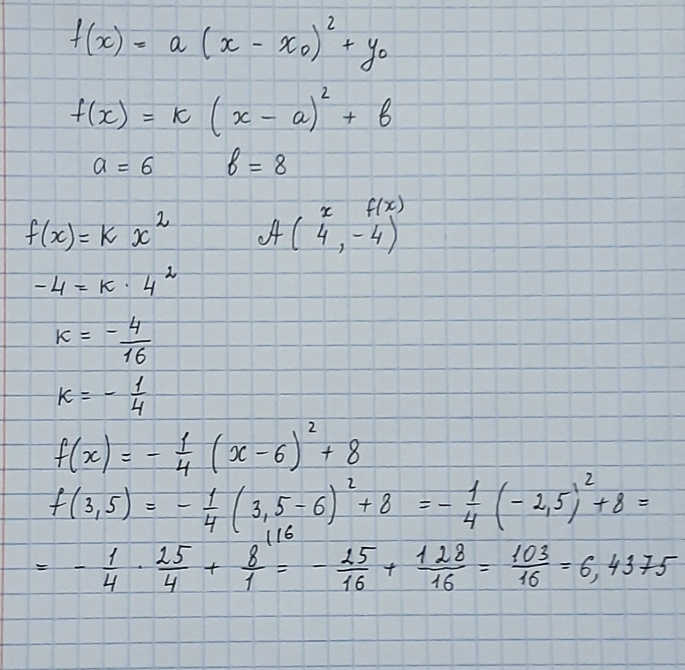 f(x) = a (x - x₀)² + y₀
f(x) = к (x - a)² + в
a = 6 в = 8
x f(x)
f(x) = к x² A(4, -4)
-4 = к · 4²
к = - 4/16
к = - 1/4
f(x) = - 1/4 (x - 6)² + 8
f(3,5) = - 1/4 (3,5 - 6)² + 8 = - 1/4 (-2,5)² + 8 =
= - 1/4 · 25/4 + 8/1 |16 = - 25/16 + 128/16 = 103/16 = 6,4375